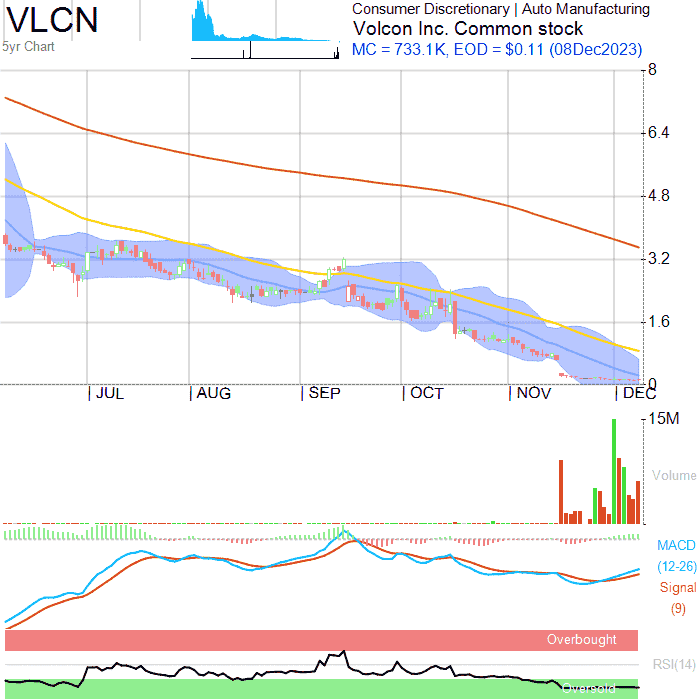 VLCN
5yr Chart
Consumer Discretionary | Auto Manufacturing
Volcon Inc. Common stock
MC = 733.1K, EOD = $0.11 (08Dec2023)
8
6.4
4.8
3.2
1.6
0
JUL AUG SEP OCT NOV DEC
15M
Volume
MACD
(12-26)
Signal
(9)
Overbought
RSI(14)
Oversold